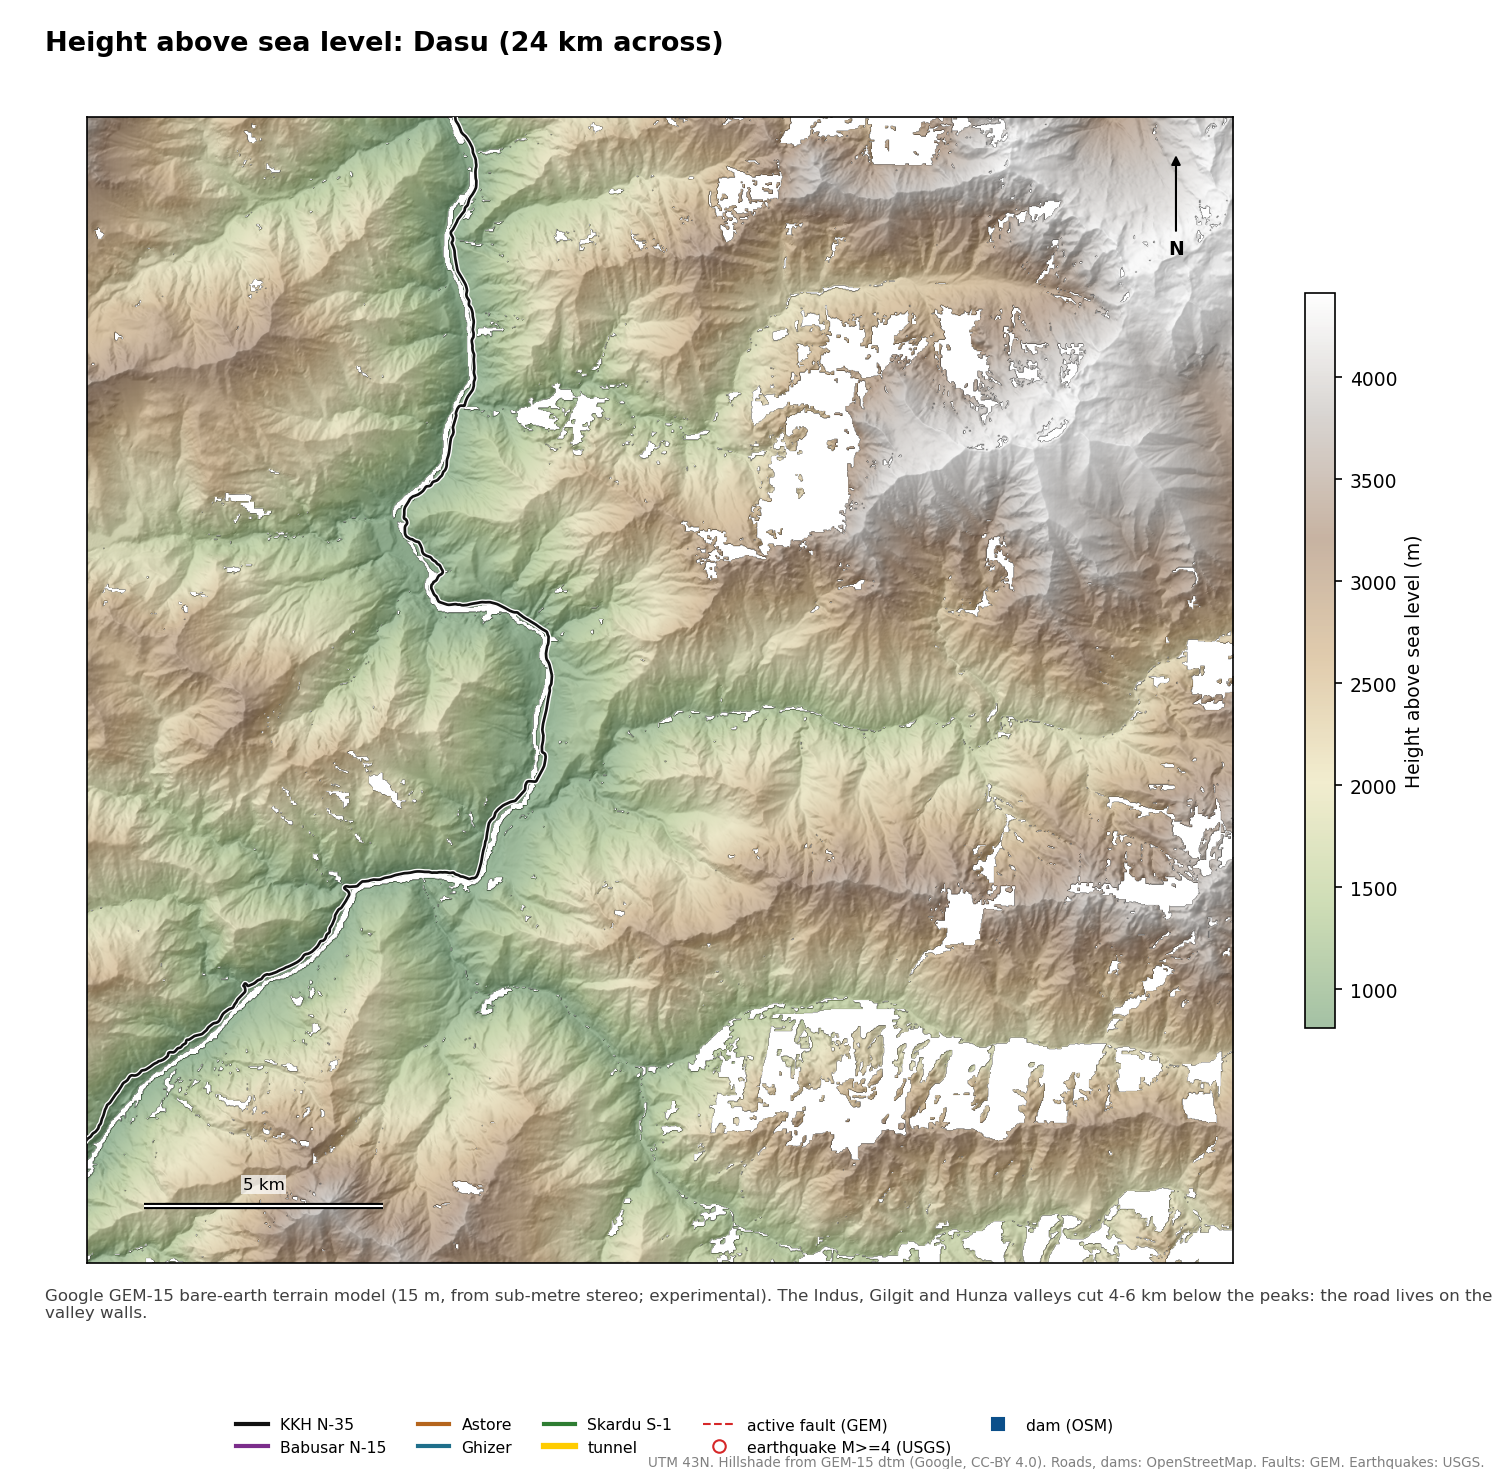 Height above sea level: Dasu (24 km across)
N
4000
3500
3000
2500
2000
1500
1000
Height above sea level (m)
5 km
Google GEM-15 bare-earth terrain model (15 m, from sub-metre stereo; experimental). The Indus, Gilgit and Hunza valleys cut 4-6 km below the peaks: the road lives on the
valley walls.
KKH N-35
Babusar N-15
Astore
Ghizer
Skardu S-1
tunnel
active fault (GEM)
earthquake M>=4 (USGS)
dam (OSM)
UTM 43N. Hillshade from GEM-15 dtm (Google, CC-BY 4.0). Roads, dams: OpenStreetMap. Faults: GEM. Earthquakes: USGS.